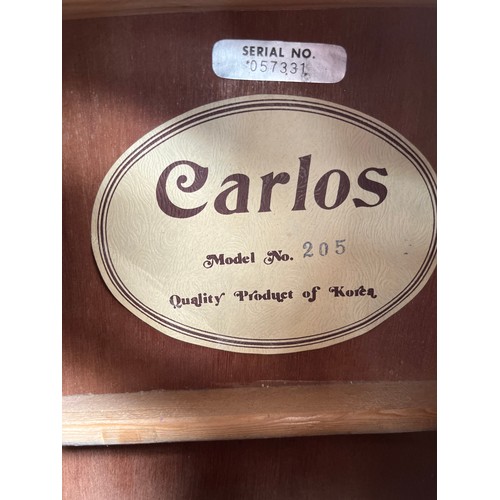 SERIAL NO.
057331
Carlos
Model No. 205
Quality Product of Korea